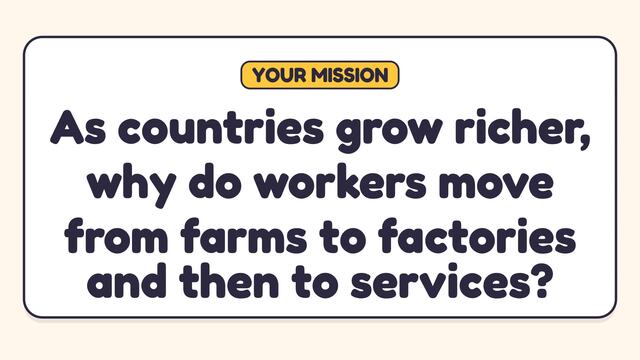 YOUR MISSION
As countries grow richer,
why do workers move
from farms to factories
and then to services?